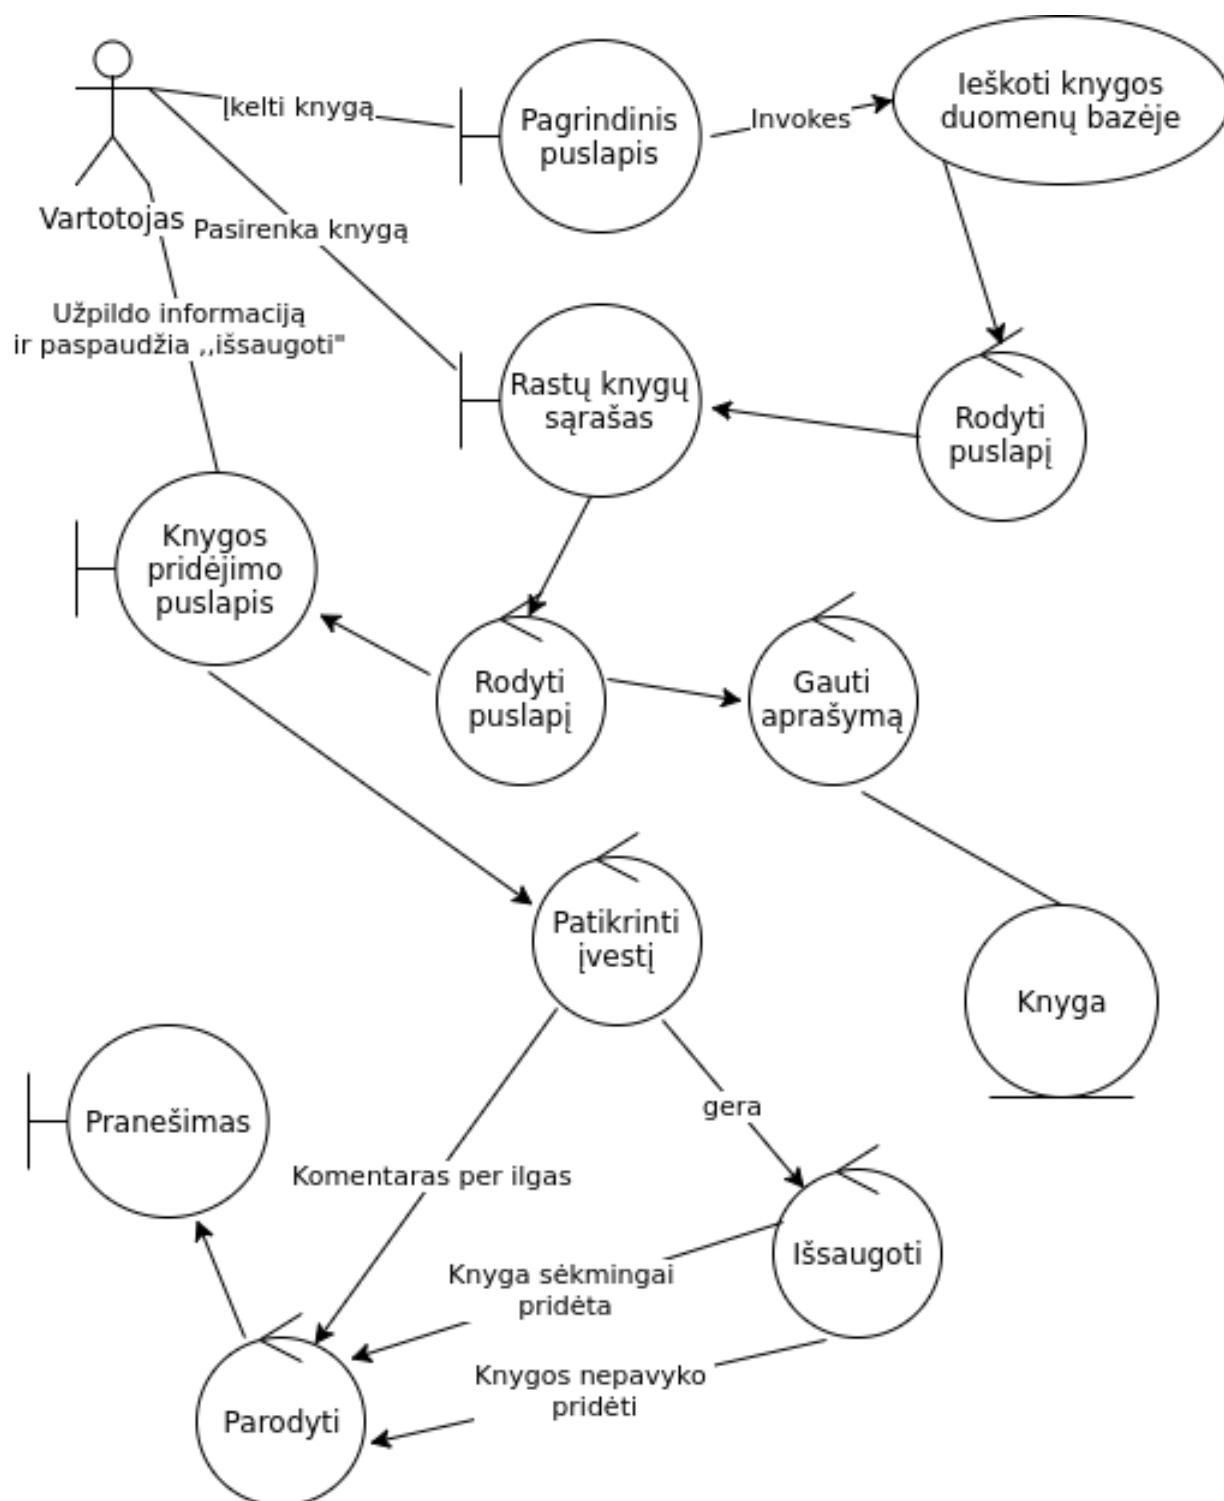 Įkelti knygą
Pagrindinis
puslapis
Invokes
Ieškoti knygos
duomenų bazėje
Vartotojas
Pasirenka knygą
Užpildo informaciją
ir paspaudžia ,,išsaugoti"
Rastų knygų
sąrašas
Rodyti
puslapį
Knygos
pridėjimo
puslapis
Rodyti
puslapį
Gauti
aprašymą
Patikrinti
įvestį
Knyga
Pranešimas
gera
Komentaras per ilgas
Išsaugoti
Knyga sėkmingai
pridėta
Knygos nepavyko
pridėti
Parodyti